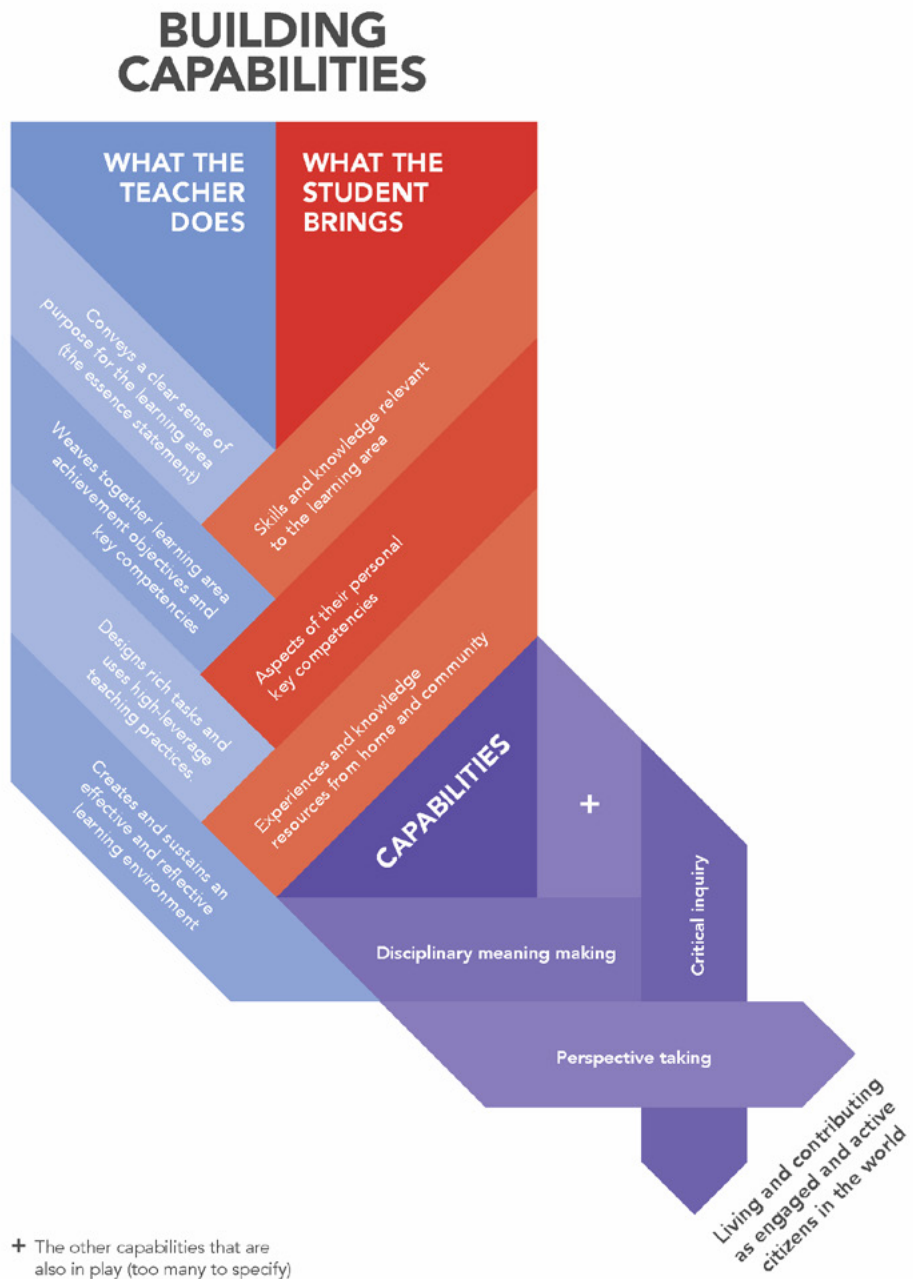 BUILDING
CAPABILITIES
WHAT THE
TEACHER
DOES
WHAT THE
STUDENT
BRINGS
Conveys a clear sense of
purpose for the learning area
(the essence statement)
Weaves together learning area
achievement objectives and
key competencies
Designs rich tasks and
uses high-leverage
teaching practices.
Creates and sustains an
effective and reflective
learning environment
Skills and knowledge relevant
to the learning area
Aspects of their personal
key competencies
Experiences and knowledge
resources from home and community
CAPABILITIES
+
Critical inquiry
Disciplinary meaning making
Perspective taking
Living and contributing
as engaged and active
citizens in the world
+ The other capabilities that are
also in play (too many to specify)